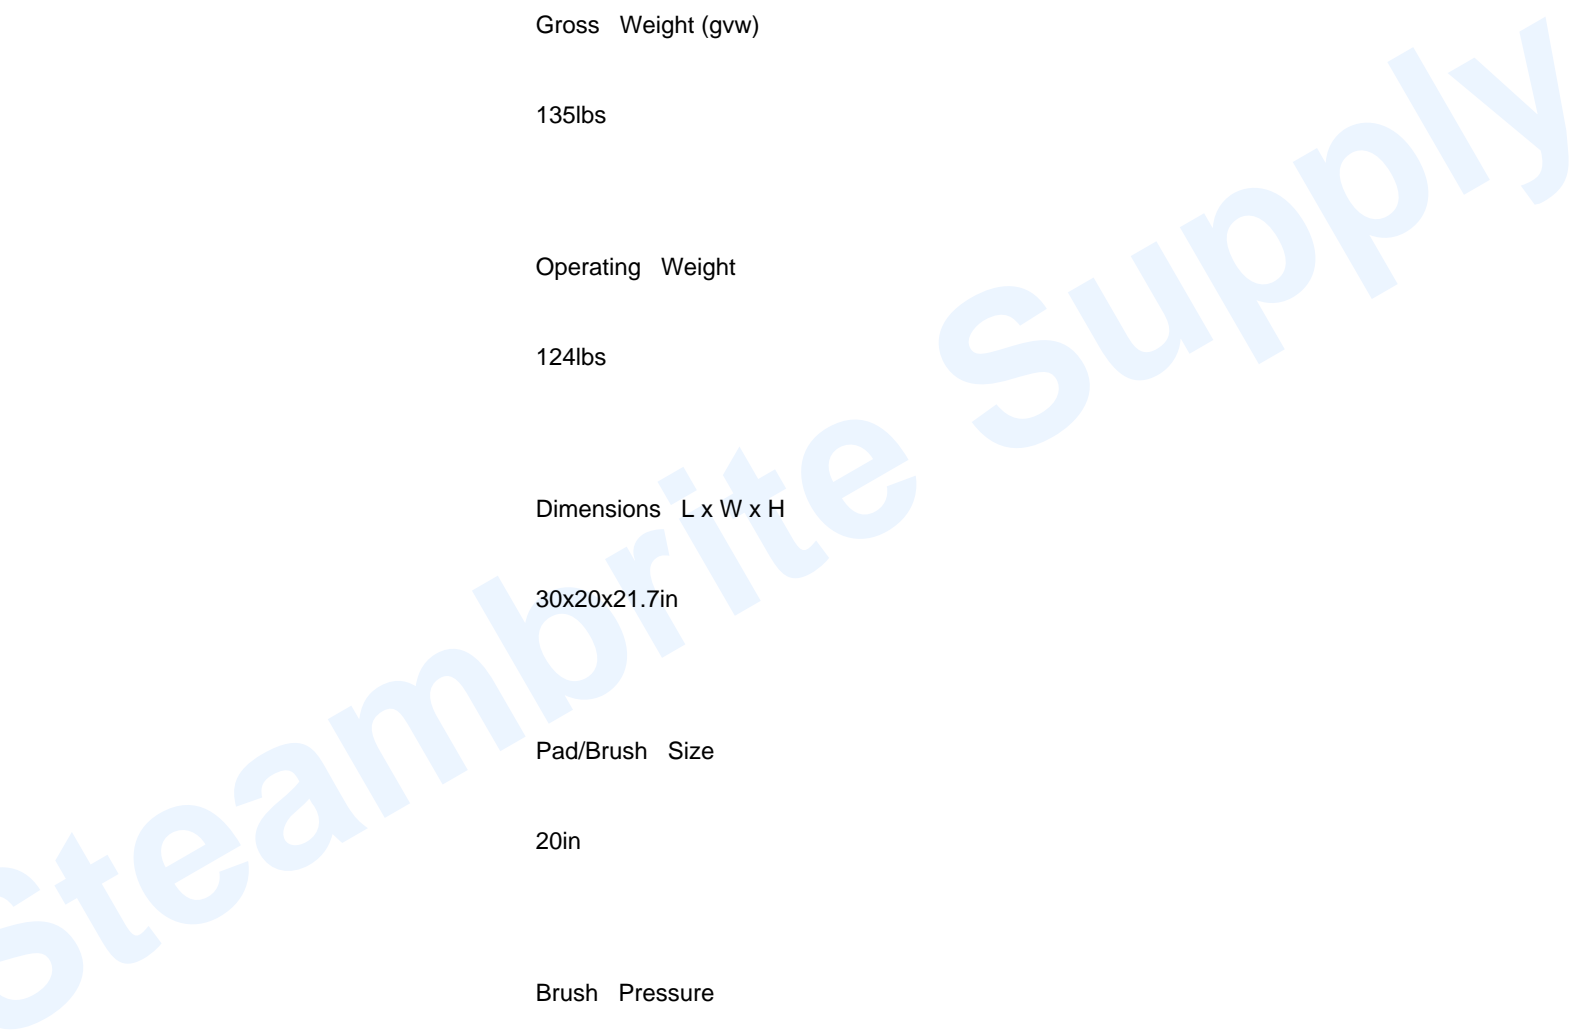 Gross Weight (gvw)
135lbs
Operating Weight
124lbs
Dimensions L x W x H
30x20x21.7in
Pad/Brush Size
20in
Brush Pressure
Steambrite Supply